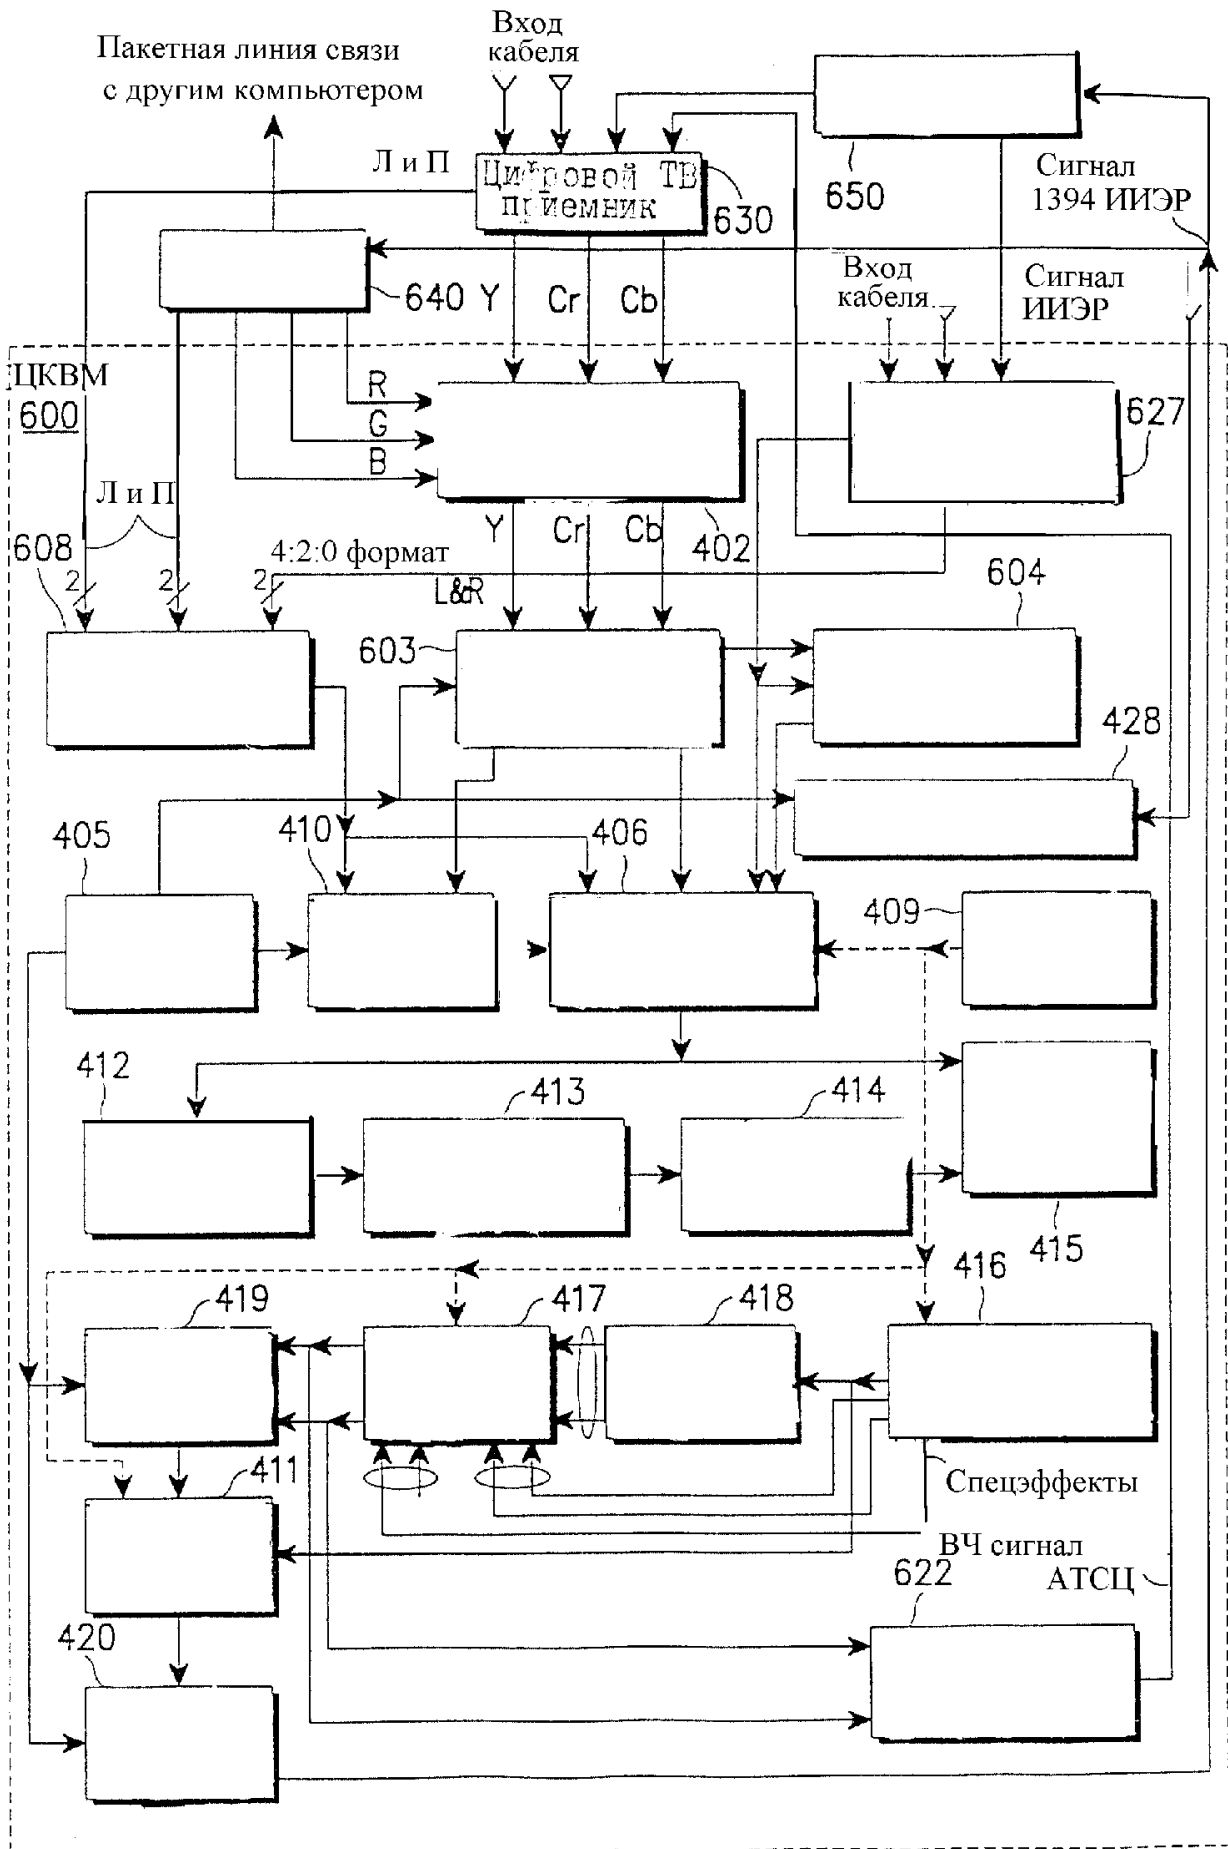 Вход
кабеля
Пакетная линия связи
с другим компьютером
Л и П
Цифровой ТВ
приемник
630
650
Сигнал
1394 ИИЭР
640
Y
Cr
Cb
Вход
кабеля
Сигнал
ИИЭР
ЦКВМ
600
R
G
B
627
Л и П
Y
Cr
Cb
402
608
4:2:0 формат
2
2
2
L&R
604
603
428
405
410
406
409
412
413
414
415
416
419
417
418
411
Спецэффекты
ВЧ сигнал
АТСЦ
622
420